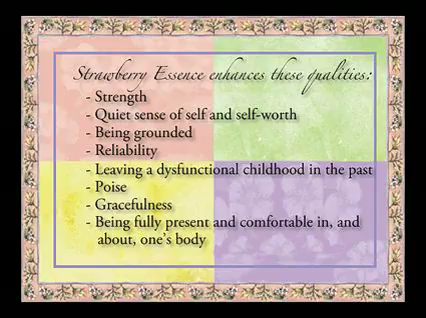 Strawberry Essence enhances these qualities:
- Strength
- Quiet sense of self and self-worth
- Being grounded
- Reliability
- Leaving a dysfunctional childhood in the past
- Poise
- Gracefulness
- Being fully present and comfortable in, and
about, one's body